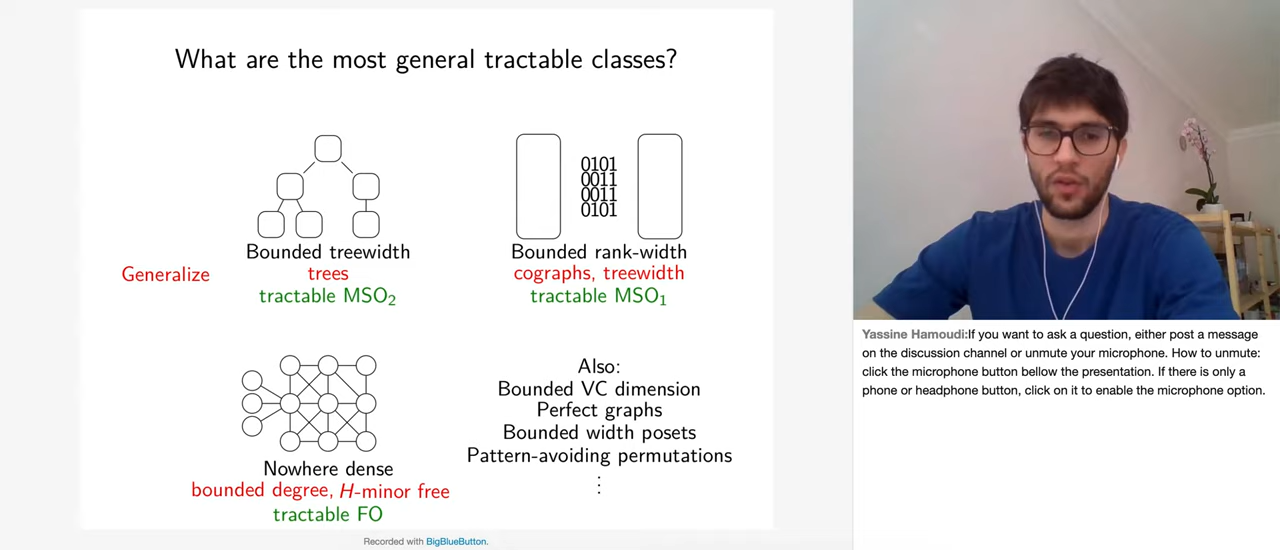 What are the most general tractable classes?
0101
0011
0011
0101
Bounded treewidth
Bounded rank-width
Generalize
trees
cographs, treewidth
tractable MSO₂
tractable MSO₁
Also:
Bounded VC dimension
Perfect graphs
Bounded width posets
Pattern-avoiding permutations
⋮
Nowhere dense
bounded degree, H-minor free
tractable FO
Recorded with BigBlueButton.
Yassine Hamoudi:If you want to ask a question, either post a message
on the discussion channel or unmute your microphone. How to unmute:
click the microphone button bellow the presentation. If there is only a
phone or headphone button, click on it to enable the microphone option.